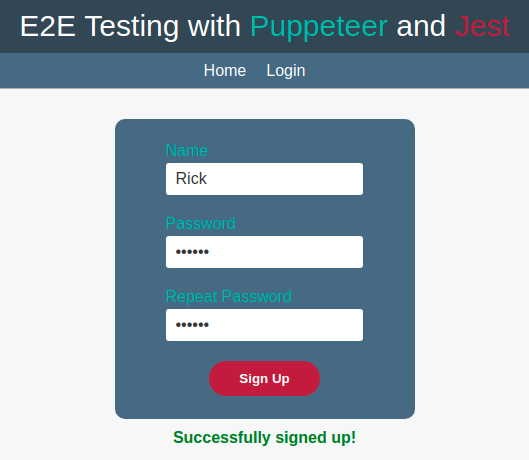 E2E Testing with Puppeteer and Jest
Home Login
Name
Rick
Password
••••••
Repeat Password
••••••
Sign Up
Successfully signed up!